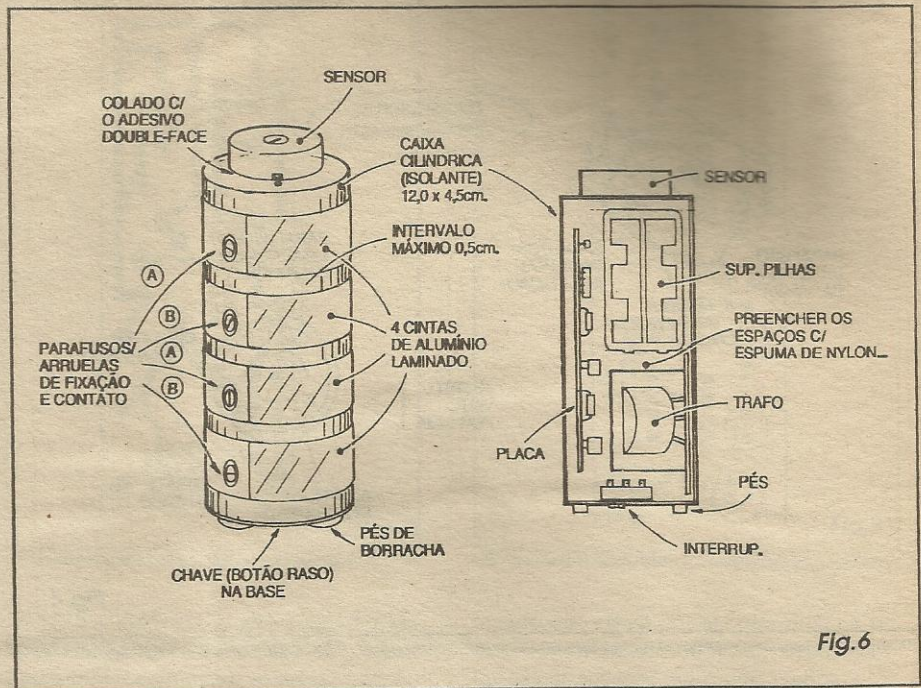 SENSOR
COLADO C/
O ADESIVO
DOUBLE-FACE
CAIXA
CILINDRICA
(ISOLANTE)
12,0 x 4,5cm.
INTERVALO
MÁXIMO 0,5cm.
A
B
A
B
PARAFUSOS/
ARRUELAS
DE FIXAÇÃO
E CONTÁTO
4 CINTAS
DE ALUMÍNIO
LAMINADO
PÉS DE
BORRACHA
CHAVE (BOTÃO RASO)
NA BASE
SENSOR
SUP. PILHAS
PREENCHER OS
ESPAÇOS C/
ESPUMA DE NYLON
TRAFO
PLACA
PÉS
INTERRUP.
Fig.6